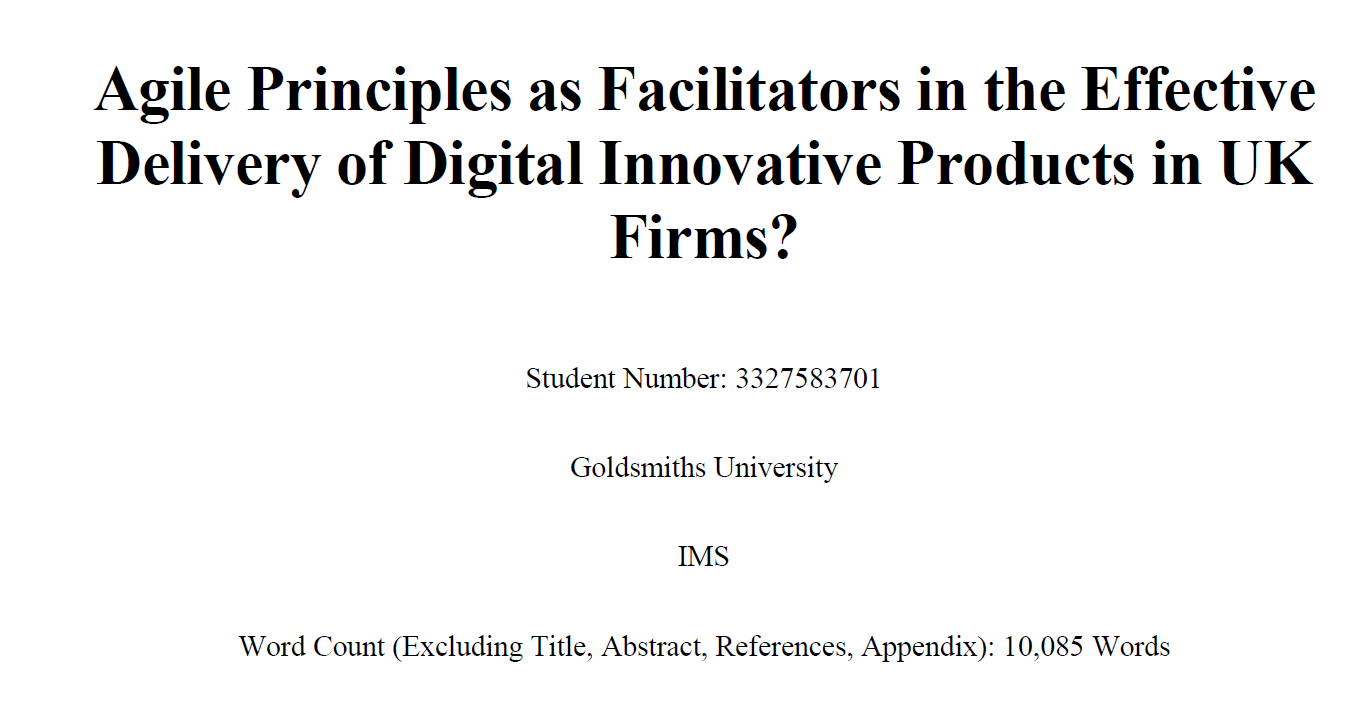 Agile Principles as Facilitators in the Effective
Delivery of Digital Innovative Products in UK
Firms?
Student Number: 3327583701
Goldsmiths University
IMS
Word Count (Excluding Title, Abstract, References, Appendix): 10,085 Words